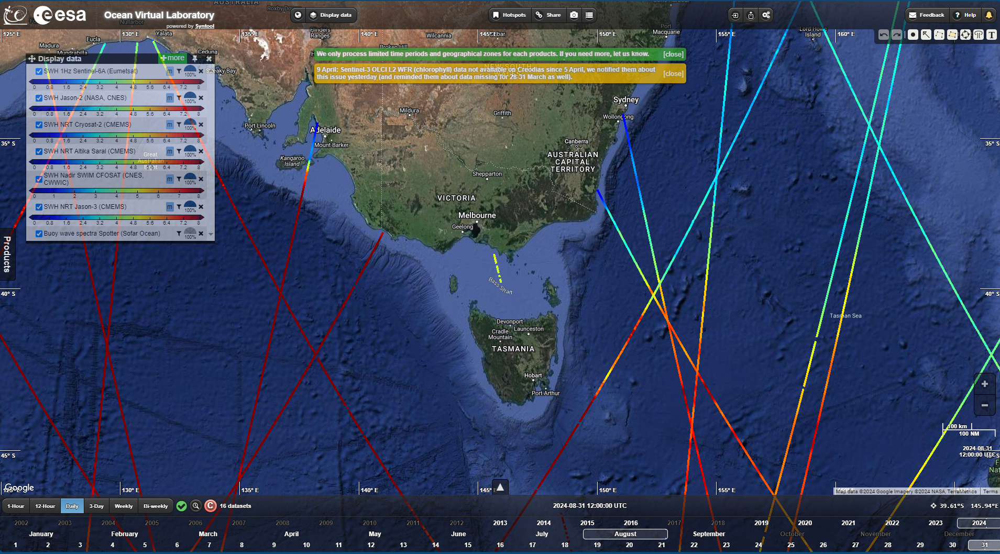 esa
Ocean Virtual Laboratory
powered by Syntool
Display data
Hotspots
Share
Feedback
Help
AUSTRALIA
Nullarbor
125° E
130° E
135° E
140° E
145° E
150° E
155° E
160° E
Yalata
Eucla
Madura
Mundrabilla
Ceduna
Streaky Bay
Flinders
Ranges
Wilcannia
Broken Hill
Port
Macquarie
Lord Howe
Island
Display data
+more
SWH 1Hz Sentinel-6A (Eumetsat)
m
100%
0 0.8 1.6 2.4 3.2 4 4.8 5.6 6.4 7.2 8
SWH Jason-2 (NASA, CNES)
m
100%
0 0.8 1.6 2.4 3.2 4 4.8 5.6 6.4 7.2 8
SWH NRT Cryosat-2 (CMEMS)
m
100%
0 0.8 1.6 2.4 3.2 4 4.8 5.6 6.4 7.2 8
SWH NRT Altika Saral (CMEMS)
m
100%
0 0.8 1.6 2.4 3.2 4 4.8 5.6 6.4 7.2 8
Great
Australian
Bight
SWH Nadir SWIM CFOSAT (CNES,
CWWIC)
m
100%
0 1 2 3 4 5 6 7 8
SWH NRT Jason-3 (CMEMS)
m
100%
0 0.8 1.6 2.4 3.2 4 4.8 5.6 6.4 7.2 8
Buoy wave spectra Spotter (Sofar Ocean)
100%
Products
We only process limited time periods and geographical zones for each products. If you need more, let us know.
[close]
9 April: Sentinel-3 OLCI L2 WFR (chlorophyll) data not available on Creodias since 5 April, we notified them about
this issue yesterday (and reminded them about data missing for 28-31 March as well).
[close]
T
NEW SOUTH
Sydney
Wollongong
Mildura
Griffith
Port Lincoln
Adelaide
Mount Barker
Kangaroo
Island
Canberra
AUSTRALIAN
CAPITAL
TERRITORY
Shepparton
VICTORIA
Melbourne
Geelong
Bass Strait
Devonport
Launceston
Cradle
Mountain
TASMANIA
Hobart
Port Arthur
Tasman Sea
35° S
35° S
40° S
40° S
45° S
100 km
100 NM
2024-08-31
12:00:00 UTC
Google
125° E
130° E
135° E
140° E
145° E
150° E
155° E
Map data ©2024 Google Imagery ©2024 NASA, TerraMetrics
Terms
1-Hour
12-Hour
Daily
3-Day
Weekly
Bi-weekly
C
16 datasets
2024-08-31 12:00:00 UTC
39.61°S 145.94°E
2002 2003 2004 2005 2006 2007 2008 2009 2010 2011 2012 2013 2014 2015 2016 2017 2018 2019 2020 2021 2022 2023 2024
January February March April May June July August September October November December
1 2 3 4 5 6 7 8 9 10 11 12 13 14 15 16 17 18 19 20 21 22 23 24 25 26 27 28 29 30 31